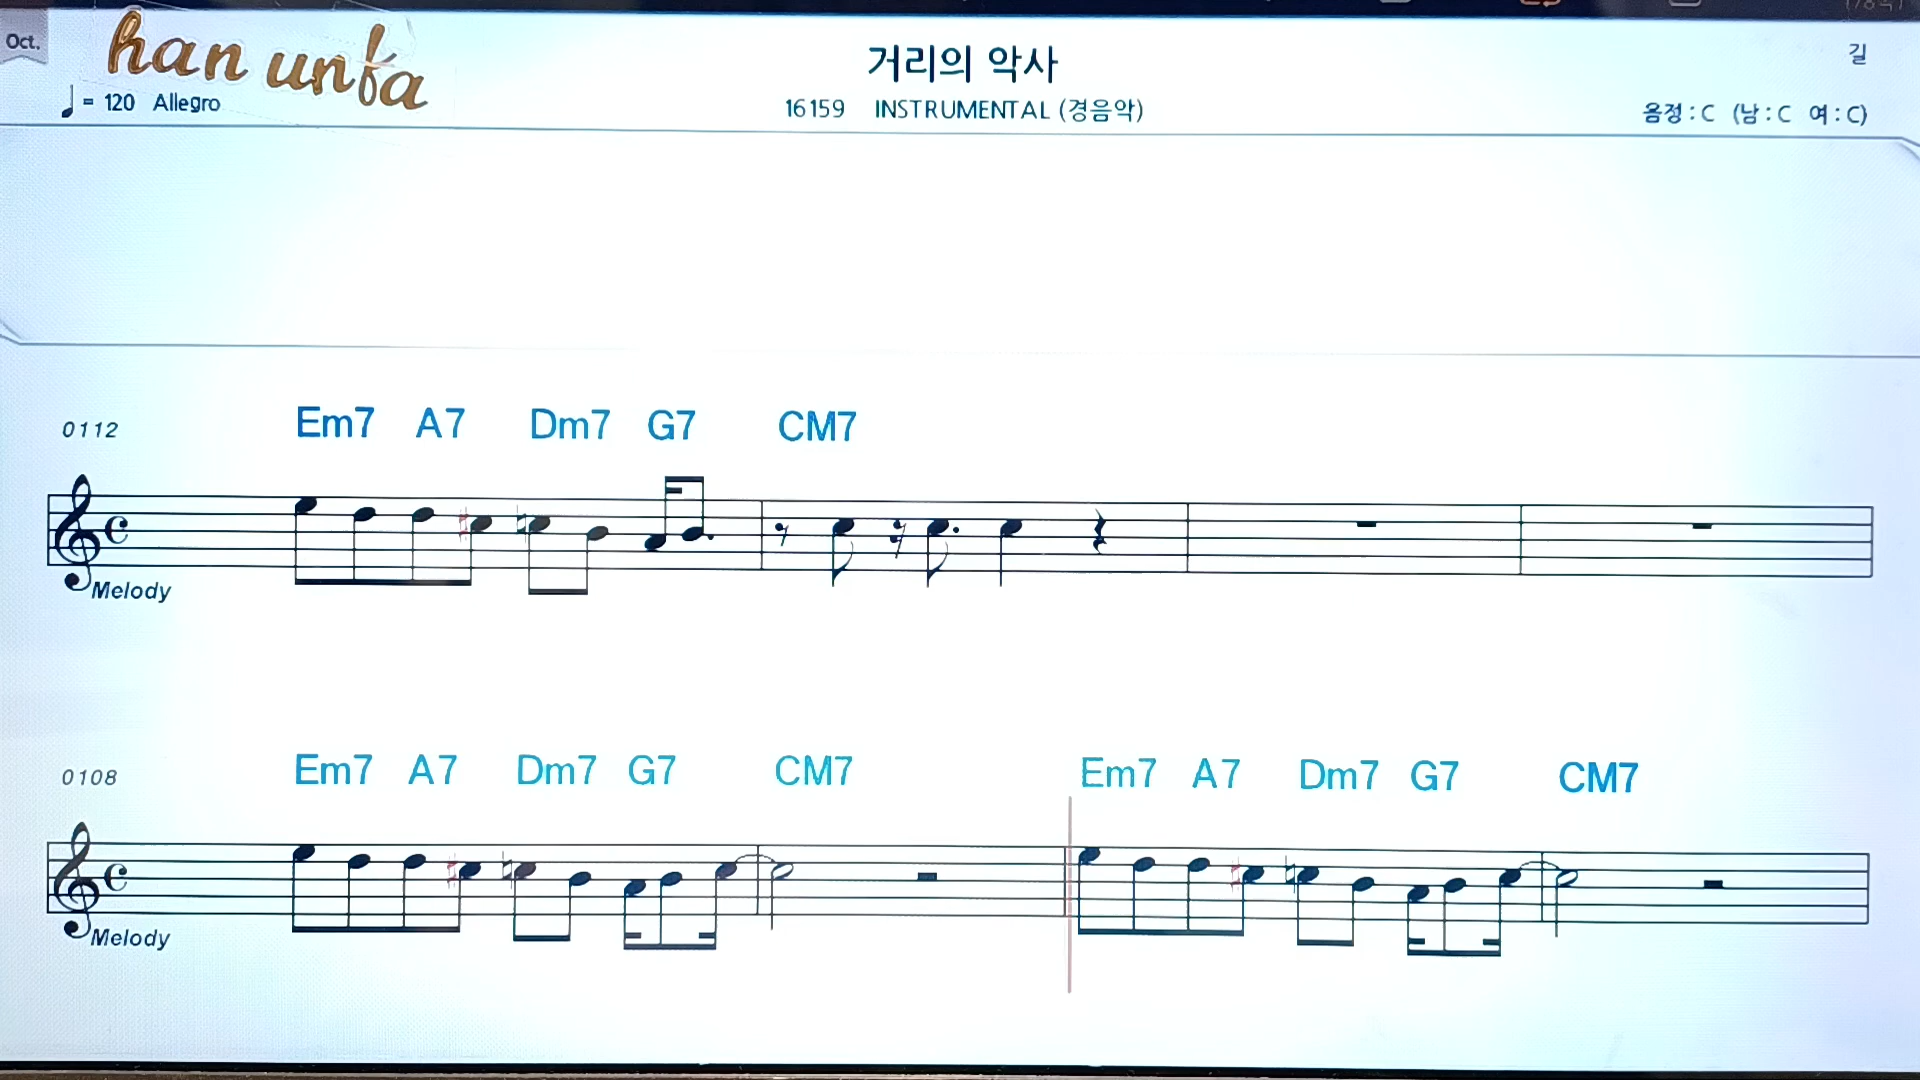 Oct.
han unfa
♩ = 120 Allegro
거리의 악사
16159 INSTRUMENTAL (경음악)
길
음정 : C (남 : C 여 : C)
0112
Em7 A7 Dm7 G7 CM7
Melody
0108
Em7 A7 Dm7 G7 CM7 Em7 A7 Dm7 G7 CM7
Melody